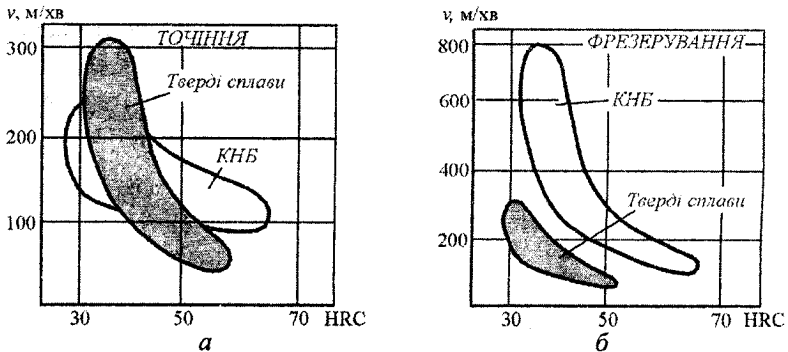 v, м/хв
ТОЧІННЯ
300
Тверді сплави
200
КНБ
100
30
50
70
HRC
а
v, м/хв
ФРЕЗЕРУВАННЯ
800
КНБ
600
400
Тверді сплави
200
30
50
70
HRC
б